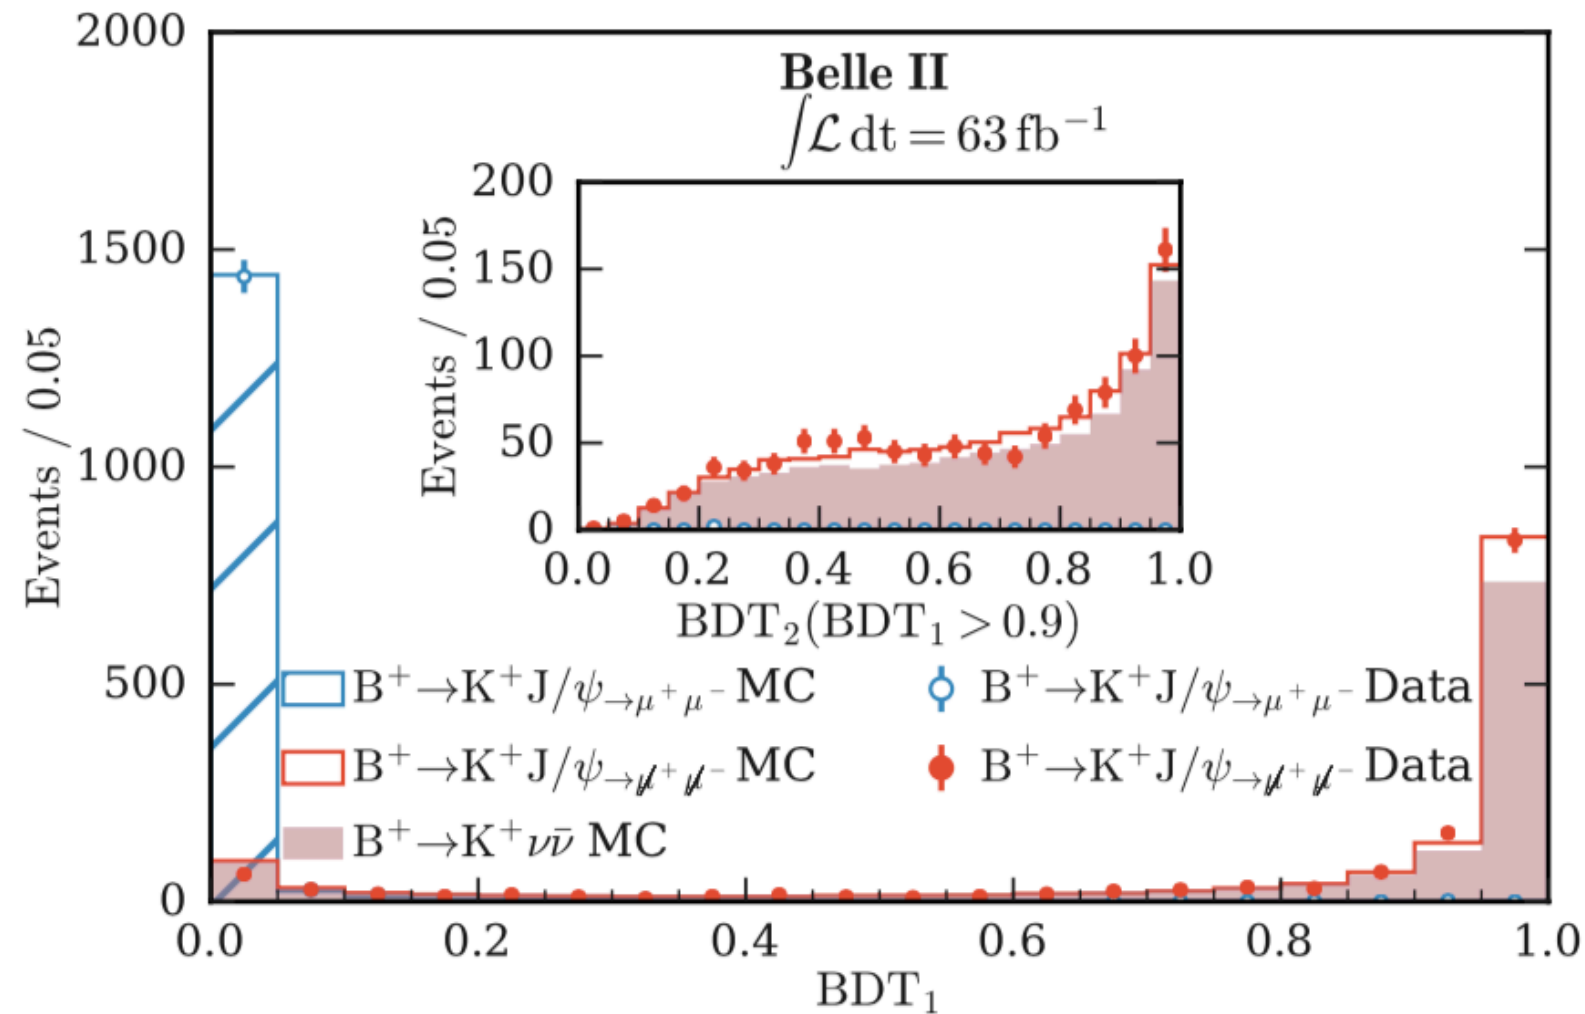 Belle II
∫ℒ dt = 63 fb⁻¹
Events / 0.05
2000
1500
1000
500
0
0.0 0.2 0.4 0.6 0.8 1.0
BDT₁
Events / 0.05
200
150
100
50
0
0.0 0.2 0.4 0.6 0.8 1.0
BDT₂(BDT₁ > 0.9)
B⁺→K⁺J/ψ→μ⁺μ⁻ MC
B⁺→K⁺J/ψ→μ̸⁺μ̸⁻ MC
B⁺→K⁺νν̄ MC
B⁺→K⁺J/ψ→μ⁺μ⁻ Data
B⁺→K⁺J/ψ→μ̸⁺μ̸⁻ Data